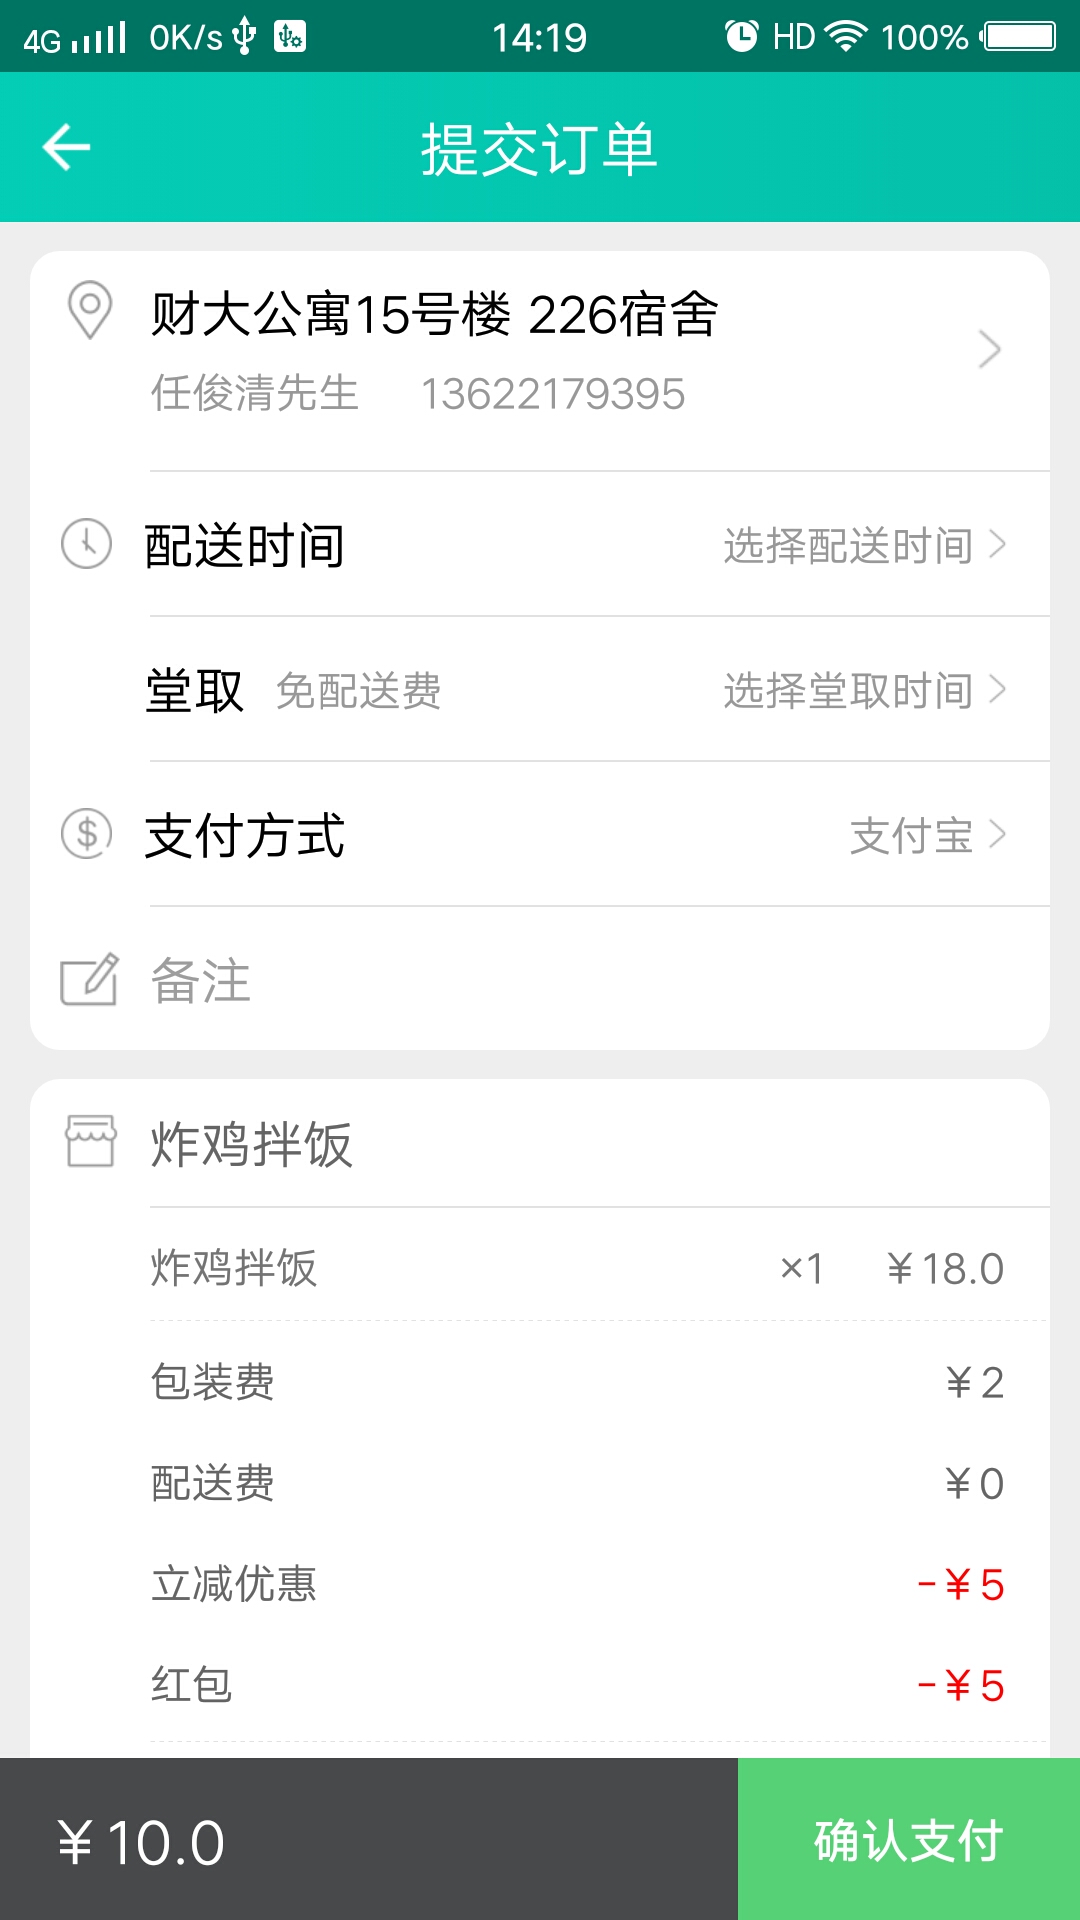 4G 0K/s 14:19 HD 100%
提交订单
财大公寓15号楼 226宿舍
任俊清先生 13622179395
配送时间 选择配送时间
堂取 免配送费 选择堂取时间
支付方式 支付宝
备注
炸鸡拌饭
炸鸡拌饭 ×1 ¥18.0
包装费 ¥2
配送费 ¥0
立减优惠 -¥5
红包 -¥5
¥10.0 确认支付